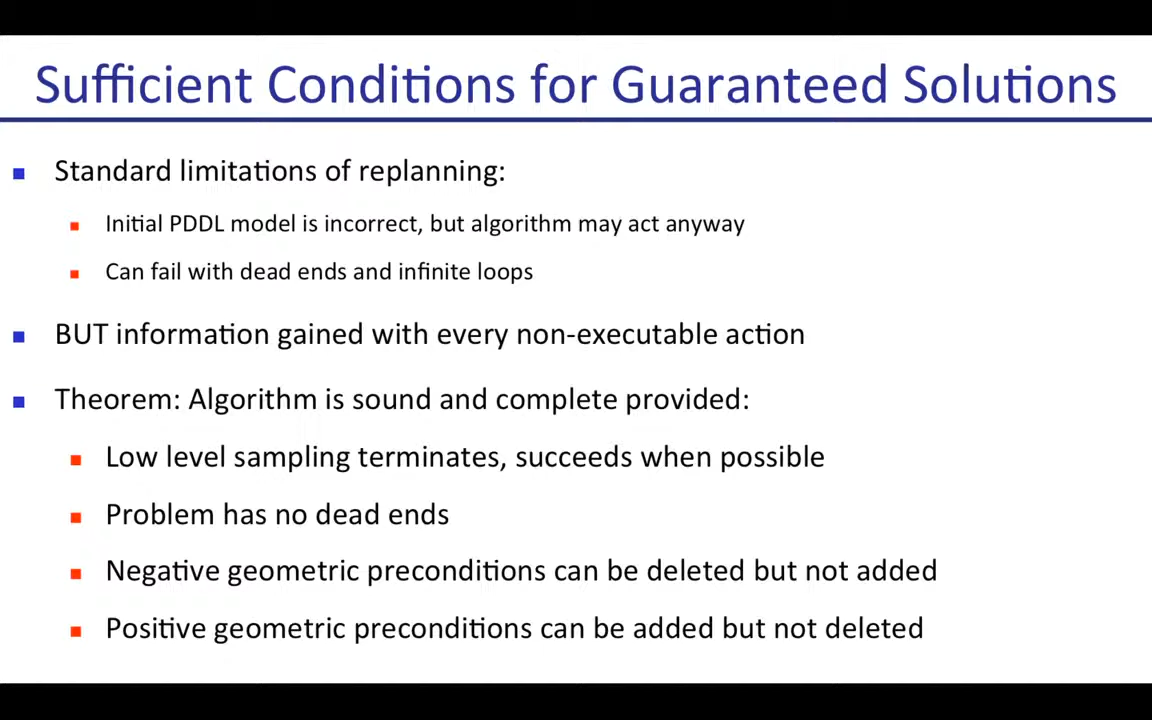 Sufficient Conditions for Guaranteed Solutions
Standard limitations of replanning:
Initial PDDL model is incorrect, but algorithm may act anyway
Can fail with dead ends and infinite loops
BUT information gained with every non-executable action
Theorem: Algorithm is sound and complete provided:
Low level sampling terminates, succeeds when possible
Problem has no dead ends
Negative geometric preconditions can be deleted but not added
Positive geometric preconditions can be added but not deleted